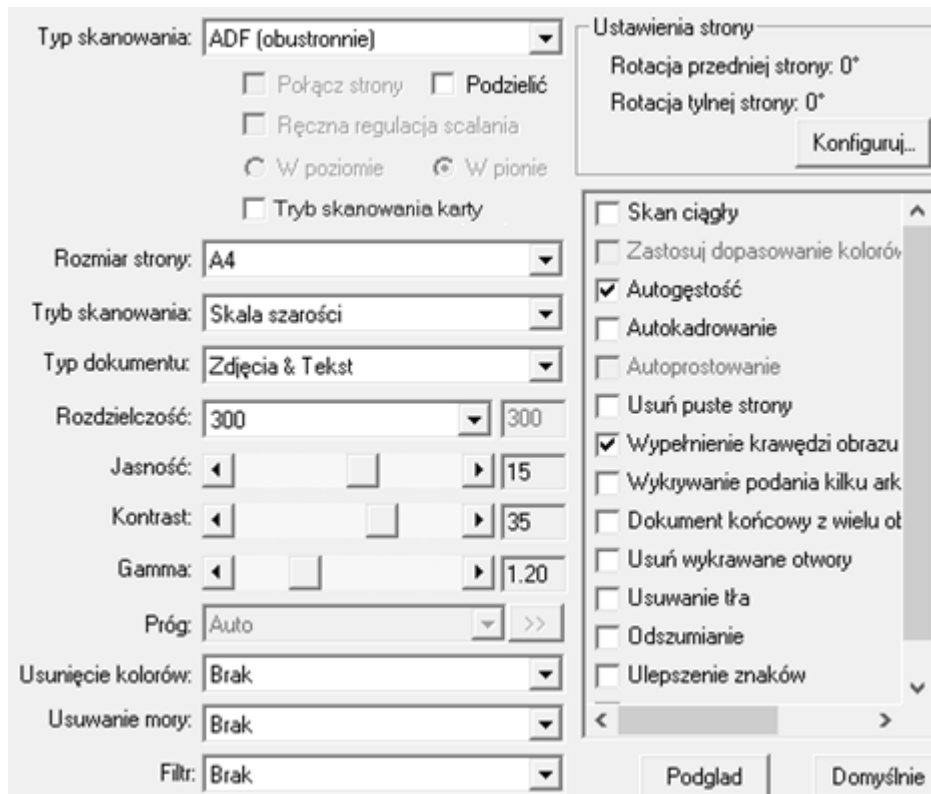 Typ skanowania: ADF (obustronnie)
Połącz strony Podzielić
Ręczna regulacja scalania
W poziomie W pionie
Tryb skanowania karty
Rozmiar strony: A4
Tryb skanowania: Skala szarości
Typ dokumentu: Zdjęcia & Tekst
Rozdzielczość: 300 300
Jasność: 15
Kontrast: 35
Gamma: 1.20
Próg: Auto >>
Usunięcie kolorów: Brak
Usuwanie mory: Brak
Filtr: Brak
Ustawienia strony
Rotacja przedniej strony: 0°
Rotacja tylnej strony: 0°
Konfiguruj...
Skan ciągły
Zastosuj dopasowanie kolorów
Autogęstość
Autokadrowanie
Autoprostowanie
Usuń puste strony
Wypełnienie krawędzi obrazu
Wykrywanie podania kilku ark
Dokument końcowy z wielu ob
Usuń wykrawane otwory
Usuwanie tła
Odszumianie
Ulepszenie znaków
Podglad Domyślnie